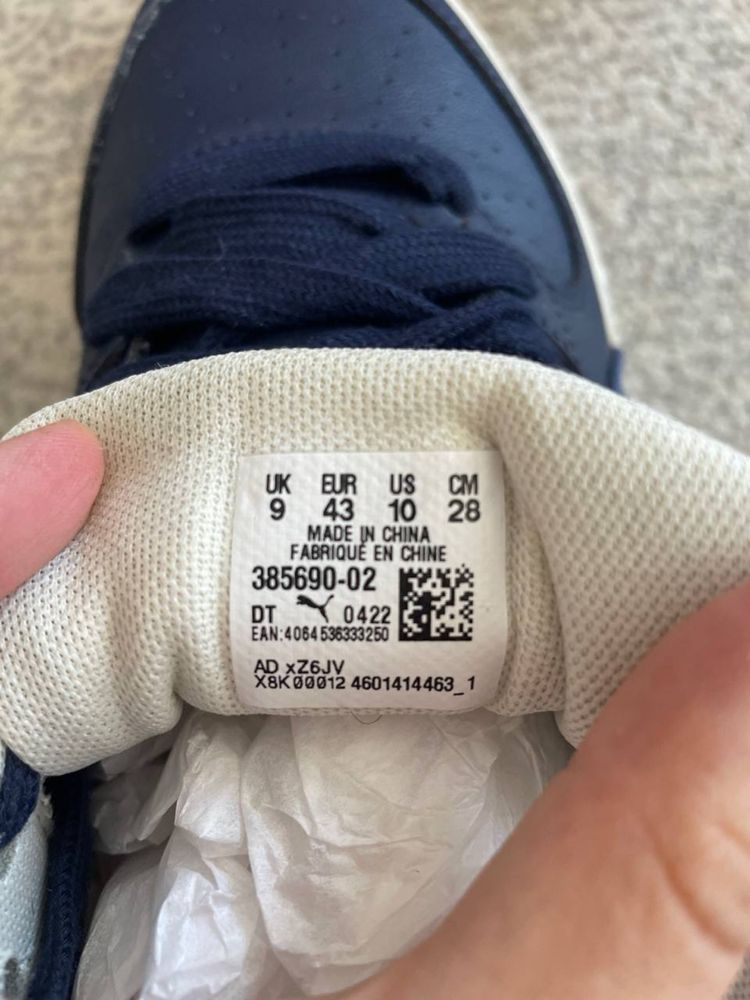 UK EUR US CM
9 43 10 28
MADE IN CHINA
FABRIQUÉ EN CHINE
385690-02
DT 0422
EAN:4064536333250
AD xZ6JV
X8K00012 4601414463_1